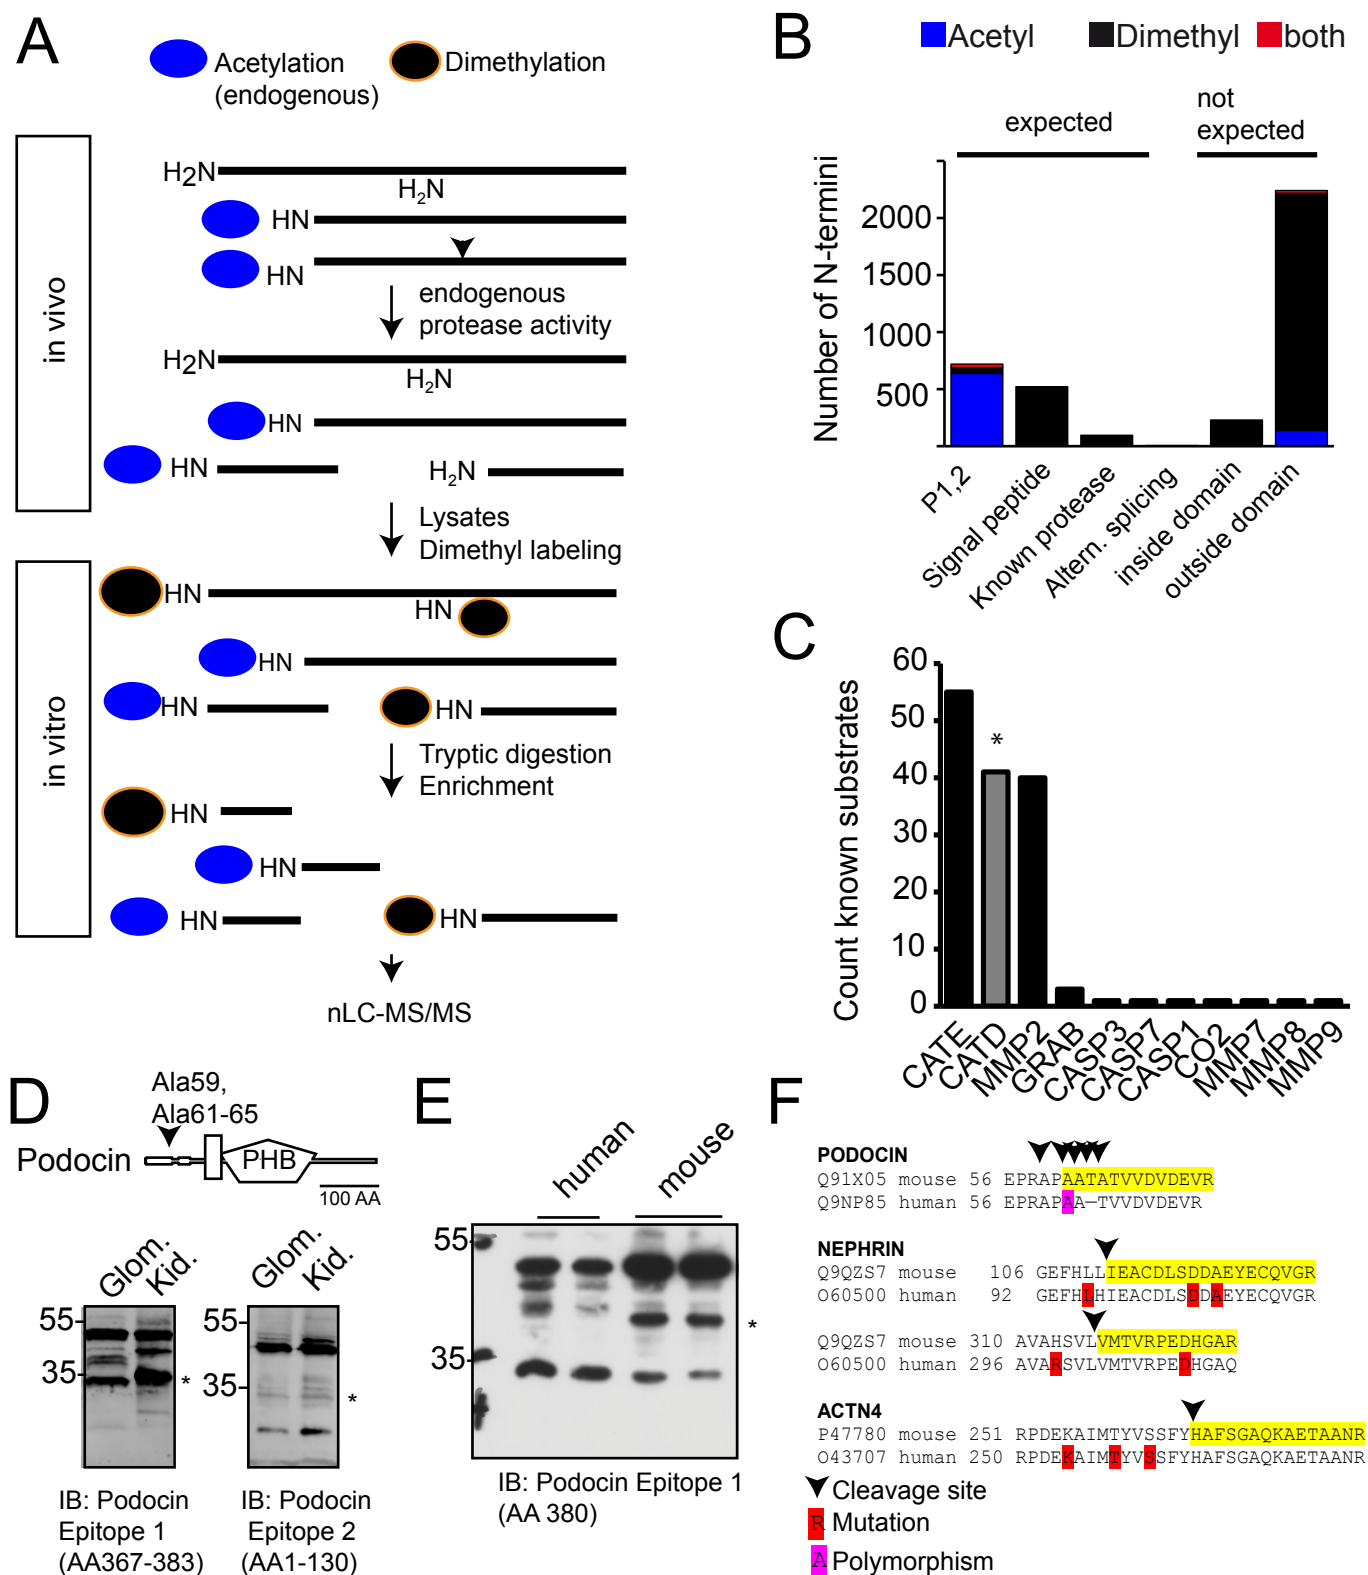 A
Acetylation
(endogenous)
Dimethylation
in vivo
H2N
H2N
HN
HN
endogenous
protease activity
H2N
H2N
HN
HN
H2N
Lysates
Dimethyl labeling
in vitro
HN
HN
HN
HN
HN
Tryptic digestion
Enrichment
HN
HN
HN
HN
nLC-MS/MS
B
Acetyl
Dimethyl
both
expected
not
expected
Number of N-termini
2000
1500
1000
500
P1,2
Signal peptide
Known protease
Altern. splicing
inside domain
outside domain
C
Count known substrates
60
50
40
30
20
10
0
*
CATE
CATD
MMP2
GRAB
CASP3
CASP7
CASP1
CO2
MMP7
MMP8
MMP9
D
Ala59,
Ala61-65
Podocin
PHB
100 AA
Glom.
Kid.
55
35
*
IB: Podocin
Epitope 1
(AA367-383)
Glom.
Kid.
55
35
*
IB: Podocin
Epitope 2
(AA1-130)
E
human
mouse
55
35
*
IB: Podocin Epitope 1
(AA 380)
F
PODOCIN
Q91X05 mouse 56 EPRAPAATATVVDVDEVR
Q9NP85 human 56 EPRAPAA–TVVDVDEVR
NEPHRIN
Q9QZS7 mouse 106 GEFHLLIEACDLSDDAEYECQVGR
O60500 human 92 GEFHLHIEACDLSDDAEYECQVGR
Q9QZS7 mouse 310 AVAHSVLVMTVRPEDHGAR
O60500 human 296 AVARSVLVMTVRPEDHGAQ
ACTN4
P47780 mouse 251 RPDEKAIMTYVSSFYHAFSGAQKAETAANR
O43707 human 250 RPDEKAIMTYVSSFYHAFSGAQKAETAANR
Cleavage site
R Mutation
A Polymorphism